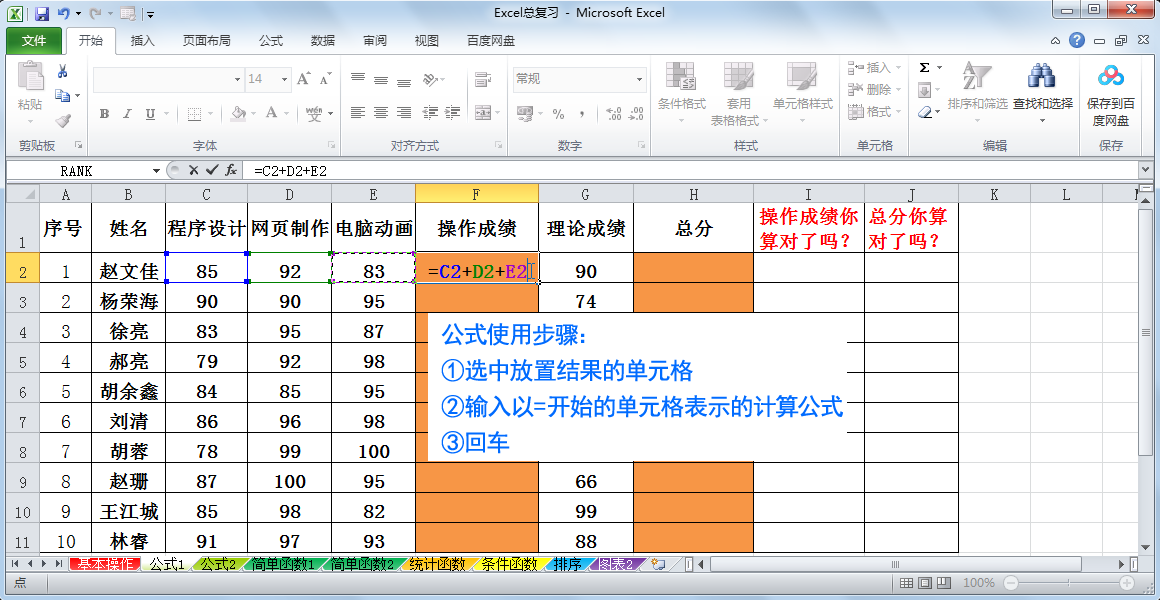 Excel总复习 - Microsoft Excel
文件 开始 插入 页面布局 公式 数据 审阅 视图 百度网盘
14 常规 插入 Σ
粘贴 条件格式 套用 表格格式 单元格样式 删除 排序和筛选 查找和选择 保存到百度网盘
B I U A 格式
剪贴板 字体 对齐方式 数字 样式 单元格 编辑 保存
RANK fx =C2+D2+E2
A B C D E F G H I J K L
1 序号 姓名 程序设计 网页制作 电脑动画 操作成绩 理论成绩 总分 操作成绩你算对了吗？ 总分你算对了吗？
2 1 赵文佳 85 92 83 =C2+D2+E2 90
3 2 杨荣海 90 90 95 74
4 3 徐亮 83 95 87
5 4 郝亮 79 92 98
6 5 胡余鑫 84 85 95
7 6 刘清 86 96 98
8 7 胡蓉 78 99 100
9 8 赵珊 87 100 95 66
10 9 王江城 85 98 82 99
11 10 林睿 91 97 93 88
公式使用步骤：
①选中放置结果的单元格
②输入以=开始的单元格表示的计算公式
③回车
基本操作 公式1 公式2 简单函数1 简单函数2 统计函数 条件函数 排序 图表2
点 100%